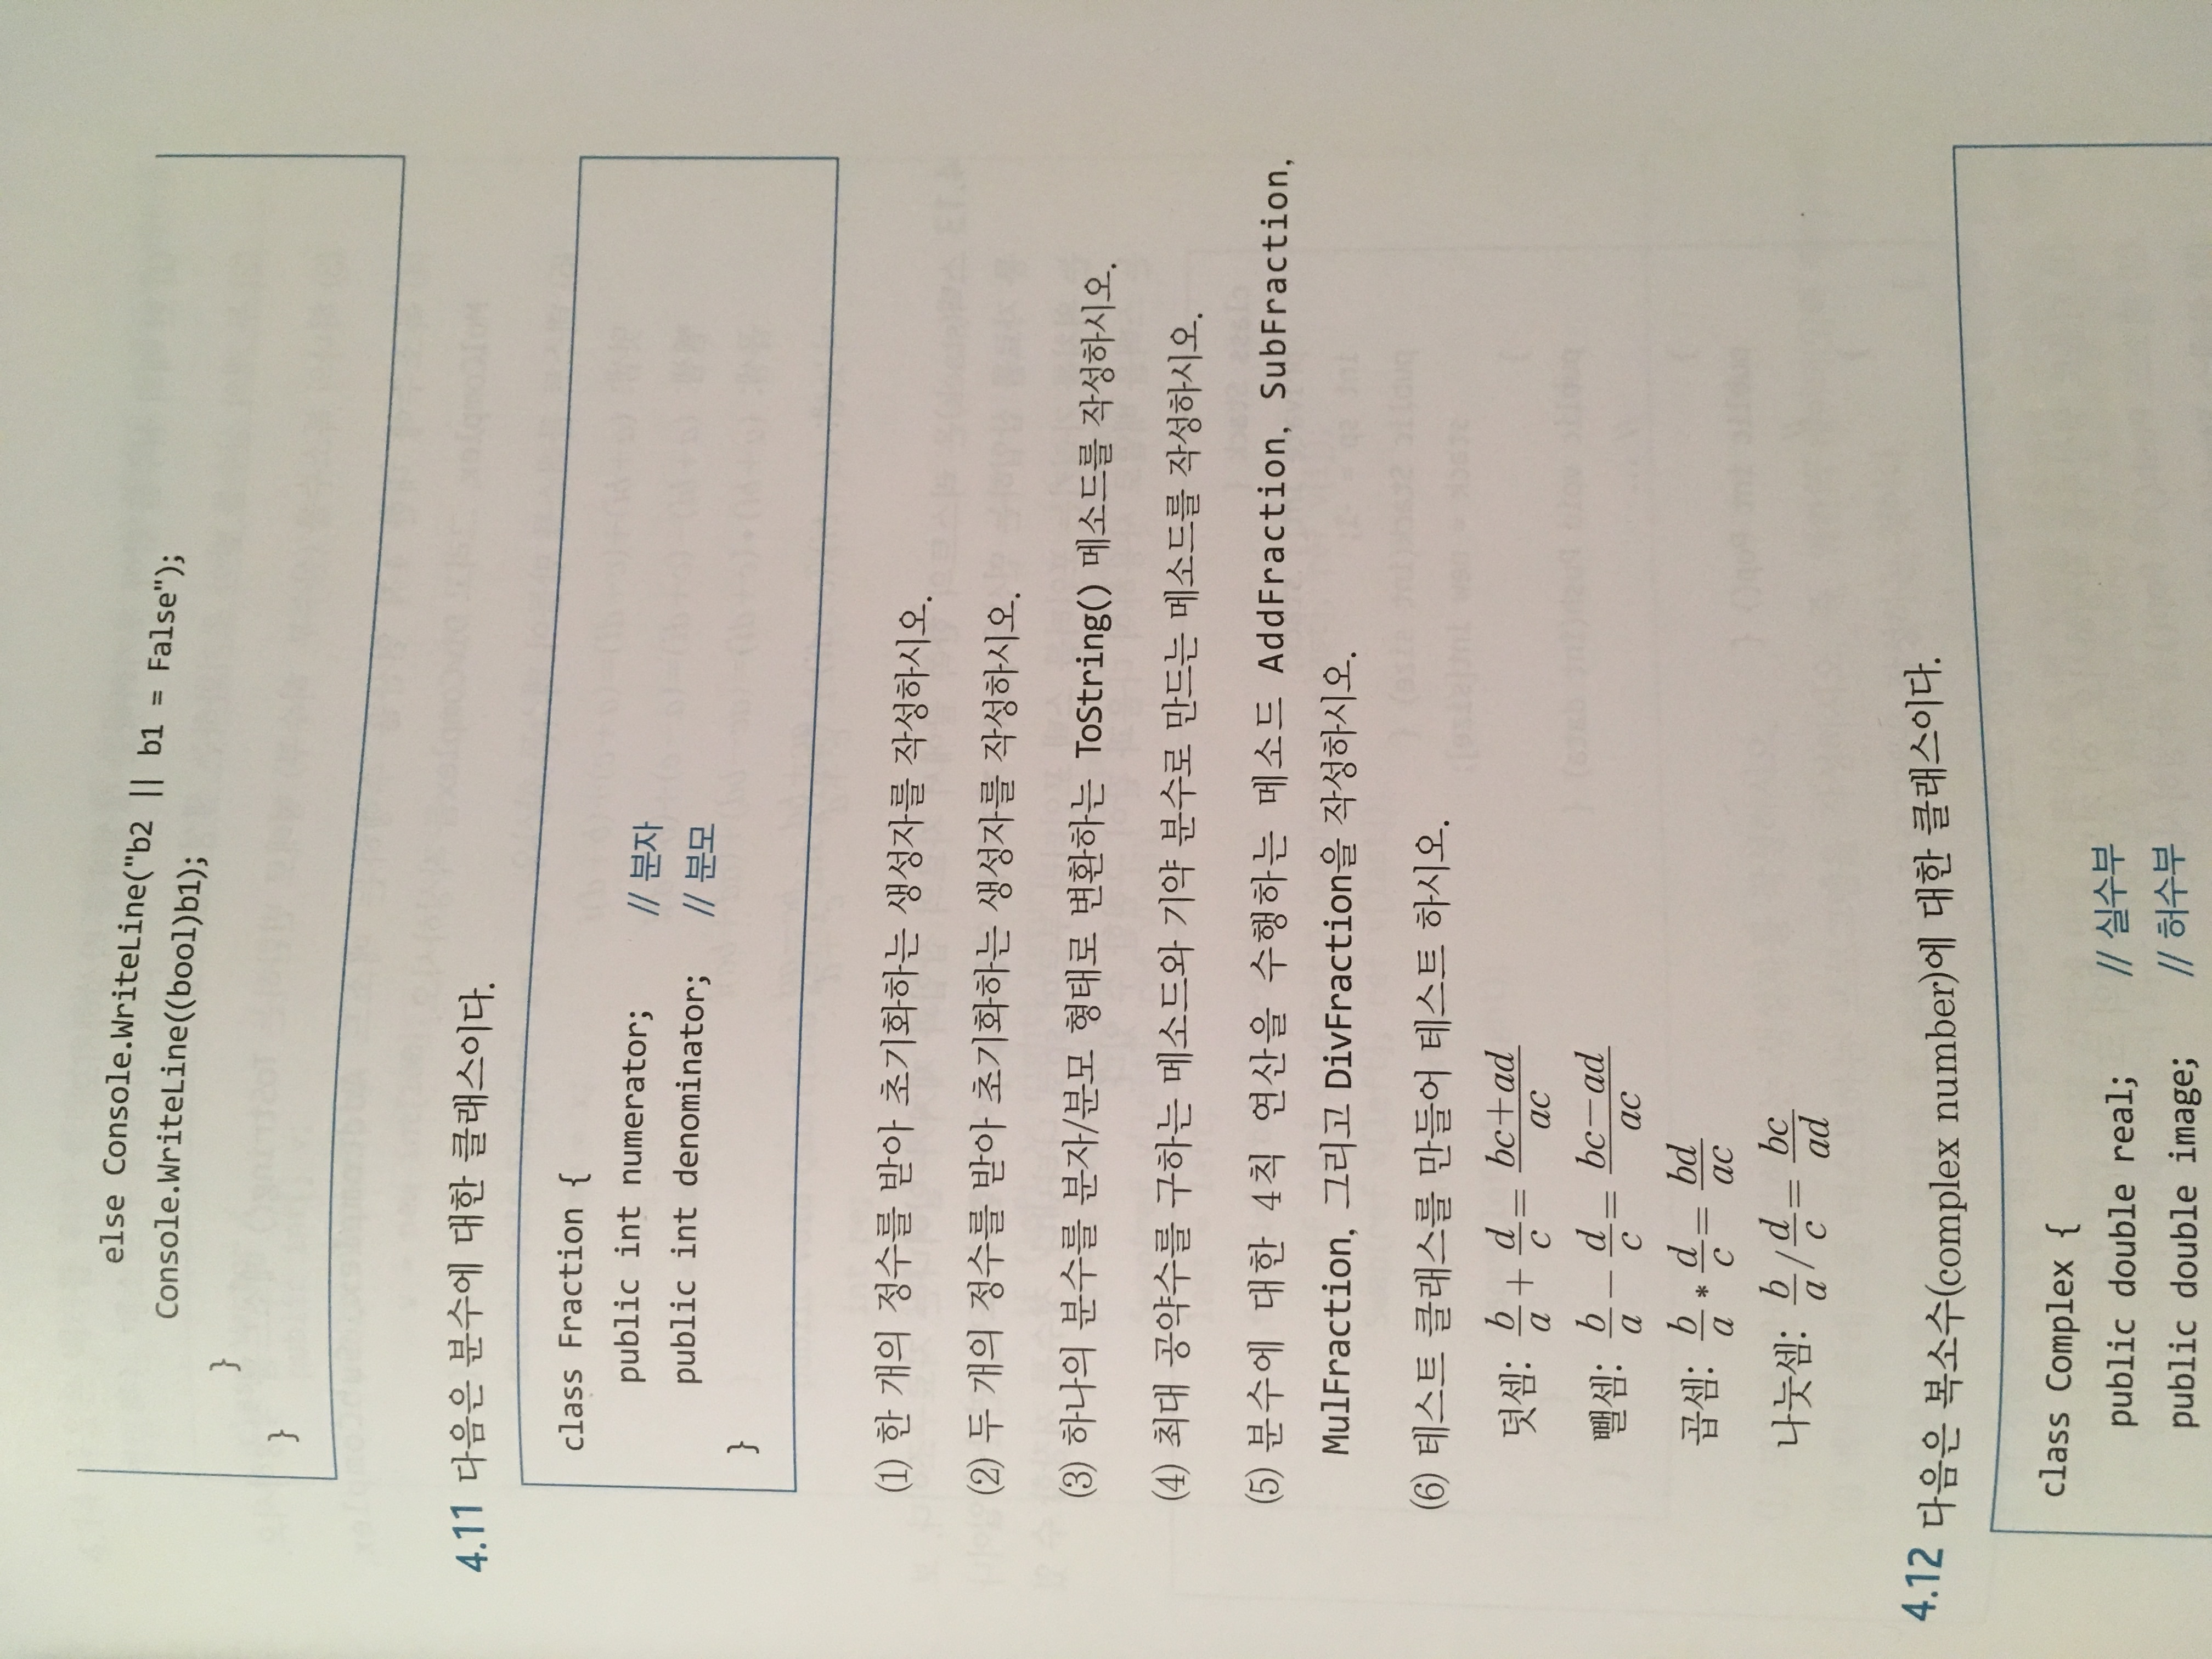 else Console.WriteLine("b2 || b1 = False");
Console.WriteLine((bool)b1);
}
}
4.11 다음은 분수에 대한 클래스이다.
class Fraction {
public int numerator; // 분자
public int denominator; // 분모
}
(1) 한 개의 정수를 받아 초기화하는 생성자를 작성하시오.
(2) 두 개의 정수를 받아 초기화하는 생성자를 작성하시오.
(3) 하나의 분수를 분자/분모 형태로 변환하는 ToString() 메소드를 작성하시오.
(4) 최대 공약수를 구하는 메소드와 기약 분수로 만드는 메소드를 작성하시오.
(5) 분수에 대한 4칙 연산을 수행하는 메소드 AddFraction, SubFraction,
MulFraction, 그리고 DivFraction을 작성하시오.
(6) 테스트 클래스를 만들어 테스트 하시오.
덧셈: b/a + d/c = bc+ad/ac
뺄셈: b/a − d/c = bc−ad/ac
곱셈: b/a * d/c = bd/ac
나눗셈: b/a / d/c = bc/ad
4.12 다음은 복소수(complex number)에 대한 클래스이다.
class Complex {
public double real; // 실수부
public double image; // 허수부